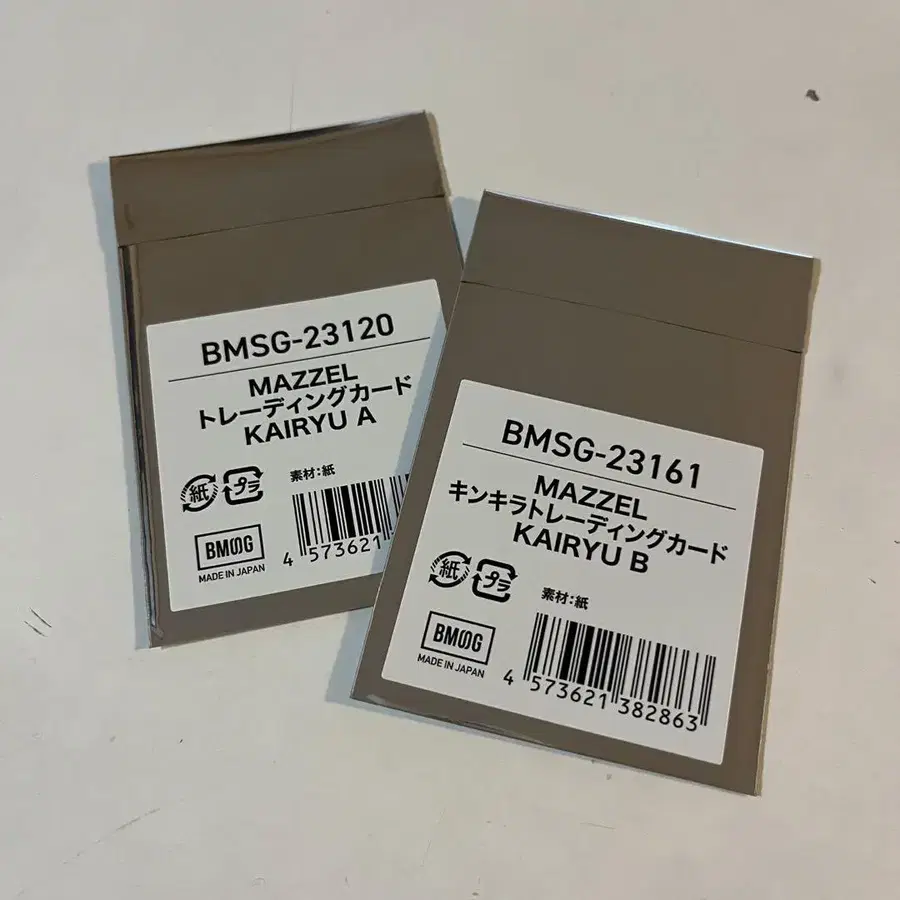 BMSG-23120
MAZZEL
トレーディングカード
KAIRYU A
紙
プラ
素材:紙
BMSG
MADE IN JAPAN
4 573621
BMSG-23161
MAZZEL
キンキラトレーディングカード
KAIRYU B
紙
プラ
素材:紙
BMSG
MADE IN JAPAN
4 573621 382863